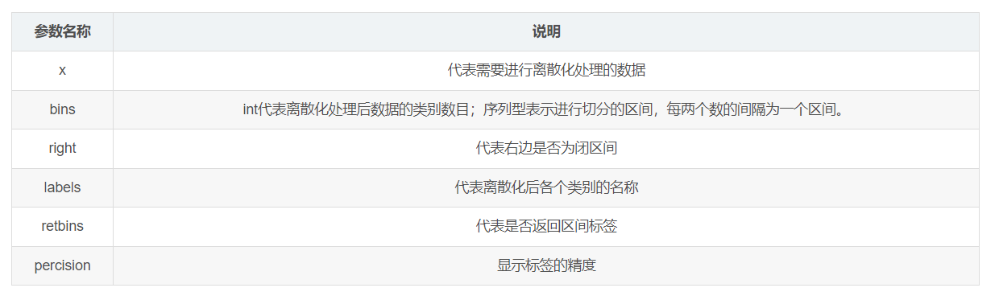 参数名称 说明
x 代表需要进行离散化处理的数据
bins int代表离散化处理后数据的类别数目；序列型表示进行切分的区间，每两个数的间隔为一个区间。
right 代表右边是否为闭区间
labels 代表离散化后各个类别的名称
retbins 代表是否返回区间标签
percision 显示标签的精度